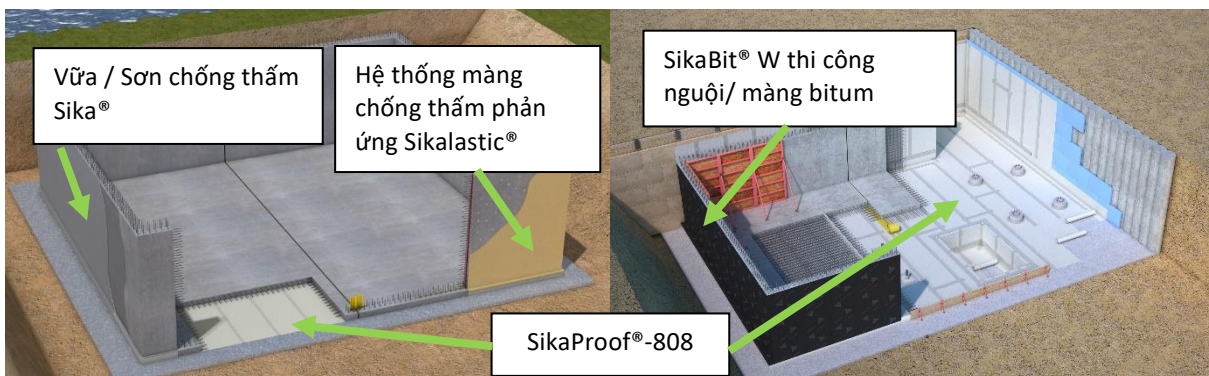 Vữa / Sơn chống thấm
Sika®
Hệ thống màng
chống thấm phản
ứng Sikalastic®
SikaBit® W thi công
nguội/ màng bitum
SikaProof®-808